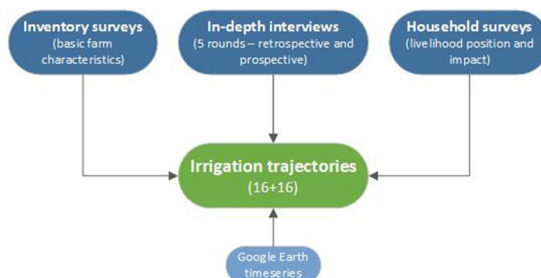 Inventory surveys
(basic farm
characteristics)
In-depth interviews
(5 rounds – retrospective and
prospective)
Household surveys
(livelihood position and
impact)
Irrigation trajectories
(16+16)
Google Earth
timeseries